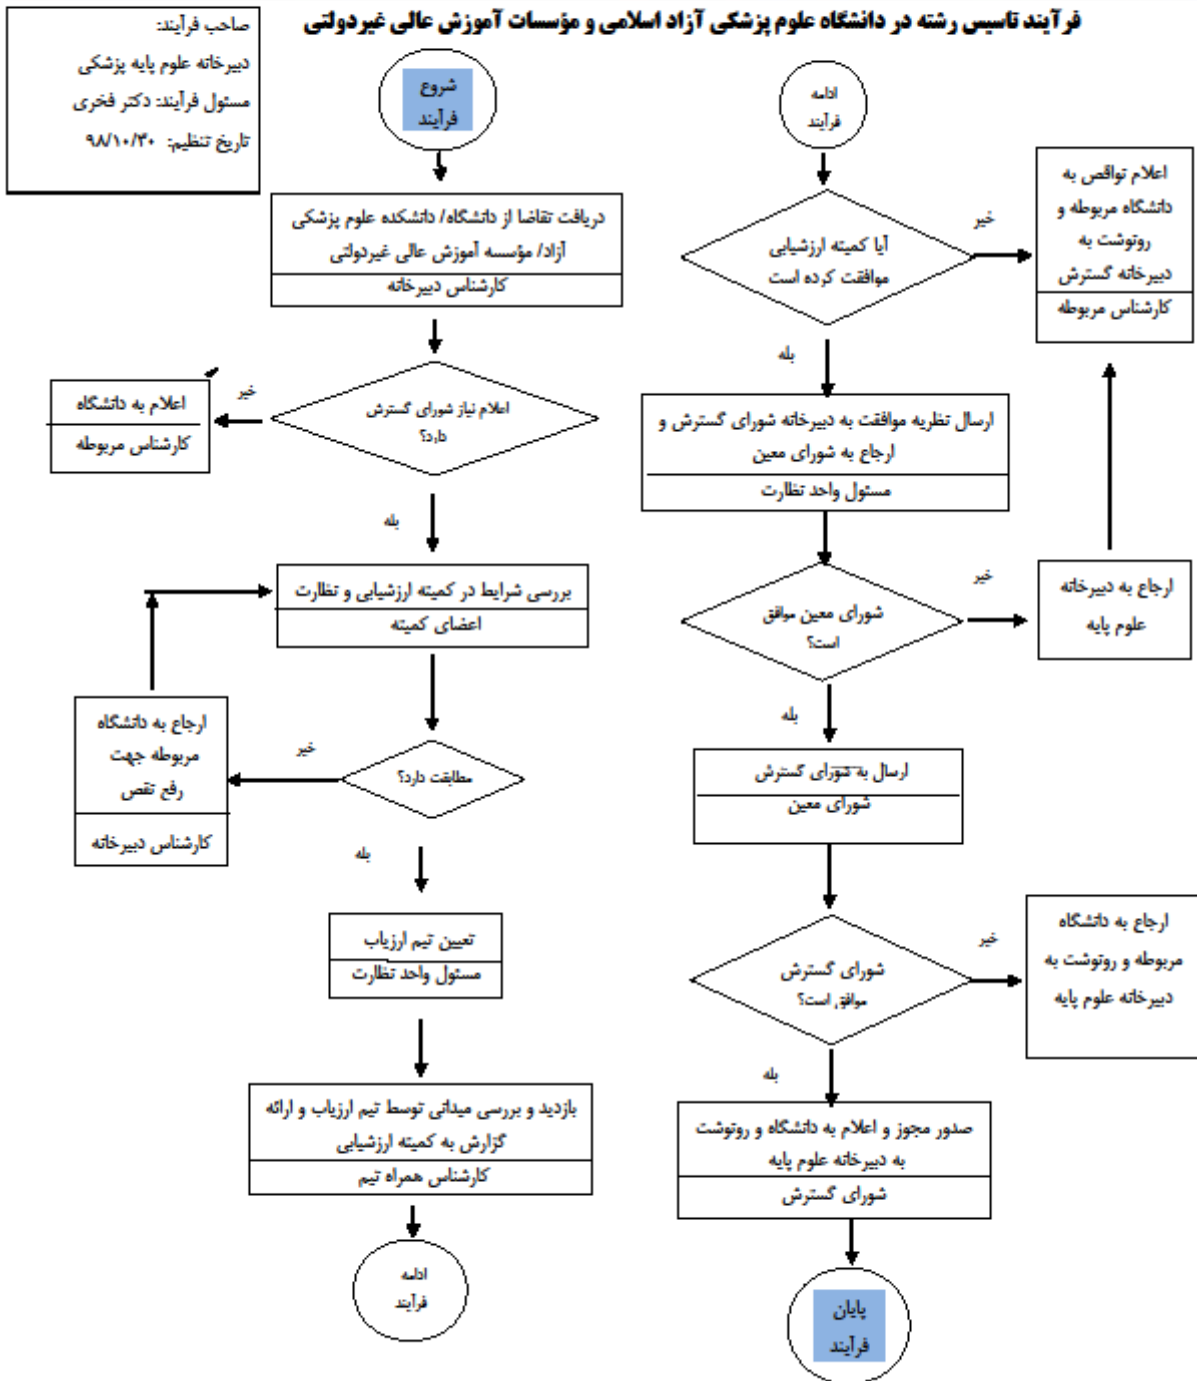 فرآیند تاسیس رشته در دانشگاه علوم پزشکی آزاد اسلامی و مؤسسات آموزش عالی غیردولتی
صاحب فرآیند:
دبیرخانه علوم پایه پزشکی
مسئول فرآیند: دکتر فخری
تاریخ تنظیم: ۹۸/۱۰/۳۰
شروع
فرآیند
دریافت تقاضا از دانشگاه/ دانشکده علوم پزشکی
آزاد/ مؤسسه آموزش عالی غیردولتی
کارشناس دبیرخانه
اعلام نیاز شورای گسترش
دارد؟
خیر
اعلام به دانشگاه
کارشناس مربوطه
بله
بررسی شرایط در کمیته ارزشیابی و نظارت
اعضای کمیته
مطابقت دارد؟
خیر
ارجاع به دانشگاه
مربوطه جهت
رفع نقص
کارشناس دبیرخانه
بله
تعیین تیم ارزیاب
مسئول واحد نظارت
بازدید و بررسی میدانی توسط تیم ارزیاب و ارائه
گزارش به کمیته ارزشیابی
کارشناس همراه تیم
ادامه
فرآیند
ادامه
فرآیند
آیا کمیته ارزشیابی
موافقت کرده است
خیر
اعلام نواقص به
دانشگاه مربوطه و
رونوشت به
دبیرخانه گسترش
کارشناس مربوطه
بله
ارسال نظریه موافقت به دبیرخانه شورای گسترش و
ارجاع به شورای معین
مسئول واحد نظارت
شورای معین موافق
است؟
خیر
ارجاع به دبیرخانه
علوم پایه
بله
ارسال به شورای گسترش
شورای معین
شورای گسترش
موافق است؟
خیر
ارجاع به دانشگاه
مربوطه و رونوشت به
دبیرخانه علوم پایه
بله
صدور مجوز و اعلام به دانشگاه و رونوشت
به دبیرخانه علوم پایه
شورای گسترش
پایان
فرآیند